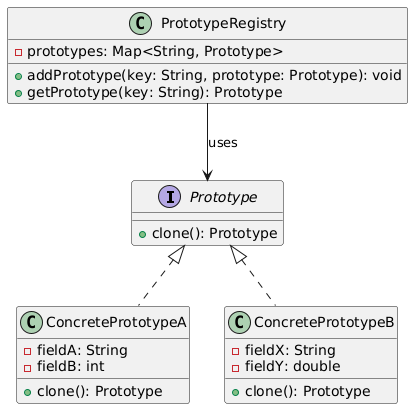 C PrototypeRegistry
prototypes: Map<String, Prototype>
addPrototype(key: String, prototype: Prototype): void
getPrototype(key: String): Prototype
uses
I Prototype
clone(): Prototype
C ConcretePrototypeA
fieldA: String
fieldB: int
clone(): Prototype
C ConcretePrototypeB
fieldX: String
fieldY: double
clone(): Prototype